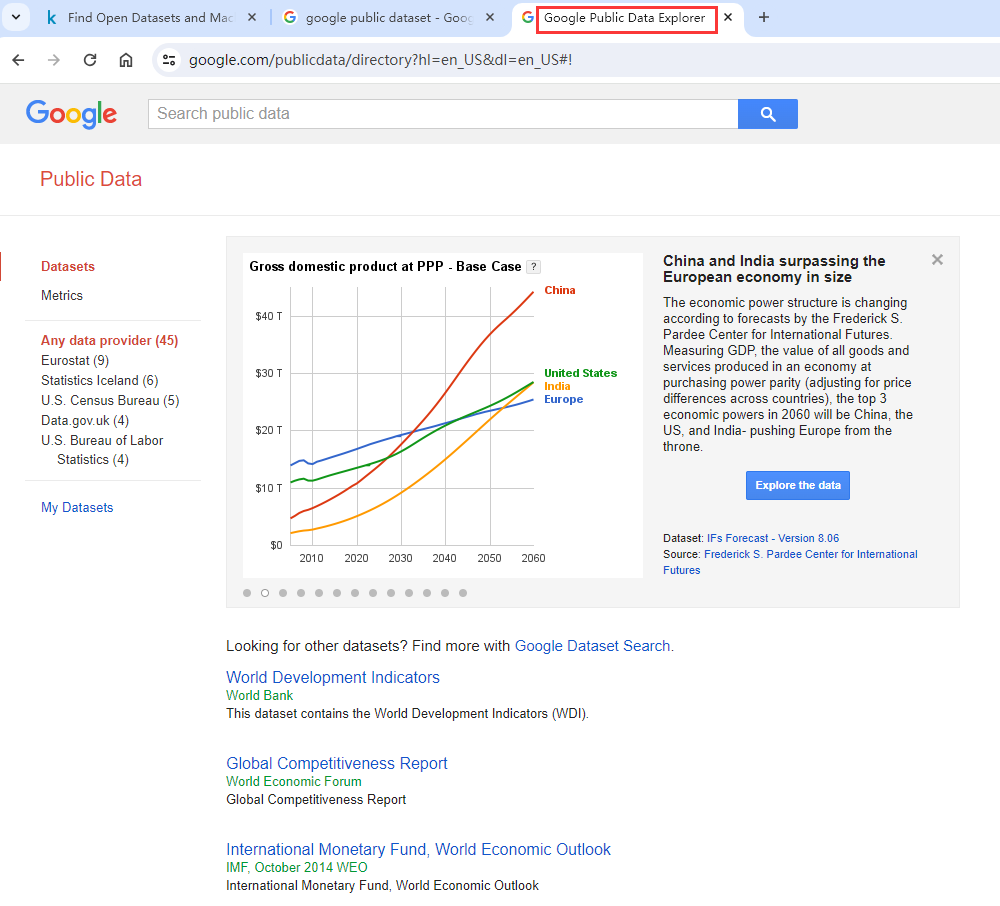 Find Open Datasets and Mac
google public dataset - Goog
Google Public Data Explorer
google.com/publicdata/directory?hl=en_US&dl=en_US#!
Google
Search public data
Public Data
Datasets
Metrics
Any data provider (45)
Eurostat (9)
Statistics Iceland (6)
U.S. Census Bureau (5)
Data.gov.uk (4)
U.S. Bureau of Labor
Statistics (4)
My Datasets
Gross domestic product at PPP - Base Case ?
China
$40 T
$30 T
United States
India
Europe
$20 T
$10 T
$0
2010 2020 2030 2040 2050 2060
China and India surpassing the
European economy in size
The economic power structure is changing
according to forecasts by the Frederick S.
Pardee Center for International Futures.
Measuring GDP, the value of all goods and
services produced in an economy at
purchasing power parity (adjusting for price
differences across countries), the top 3
economic powers in 2060 will be China, the
US, and India- pushing Europe from the
throne.
Explore the data
Dataset: IFs Forecast - Version 8.06
Source: Frederick S. Pardee Center for International
Futures
Looking for other datasets? Find more with Google Dataset Search.
World Development Indicators
World Bank
This dataset contains the World Development Indicators (WDI).
Global Competitiveness Report
World Economic Forum
Global Competitiveness Report
International Monetary Fund, World Economic Outlook
IMF, October 2014 WEO
International Monetary Fund, World Economic Outlook